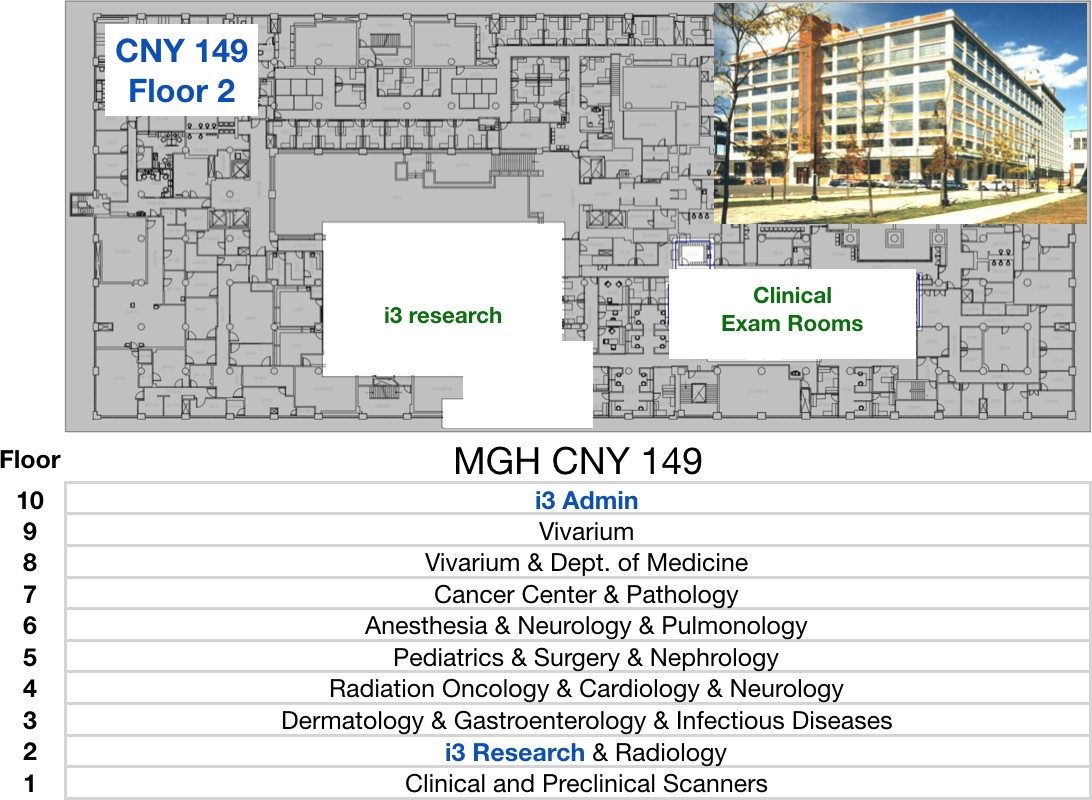 CNY 149
Floor 2
i3 research
Clinical
Exam Rooms
Floor
MGH CNY 149
10 i3 Admin
9 Vivarium
8 Vivarium & Dept. of Medicine
7 Cancer Center & Pathology
6 Anesthesia & Neurology & Pulmonology
5 Pediatrics & Surgery & Nephrology
4 Radiation Oncology & Cardiology & Neurology
3 Dermatology & Gastroenterology & Infectious Diseases
2 i3 Research & Radiology
1 Clinical and Preclinical Scanners